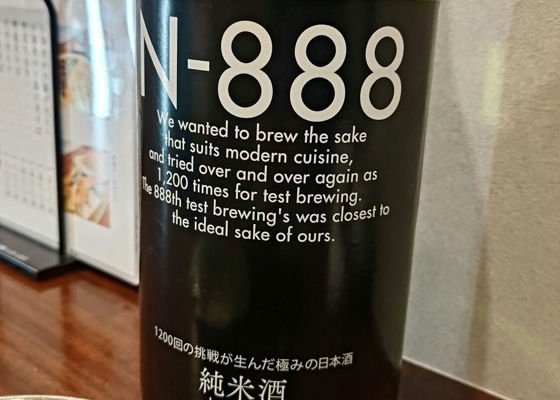 N-888
We wanted to brew the sake
that suits modern cuisine,
and tried over and over again as
1,200 times for test brewing.
The 888th test brewing's was closest to
the ideal sake of ours.
1200回の挑戦が生んだ極みの日本酒
純米酒